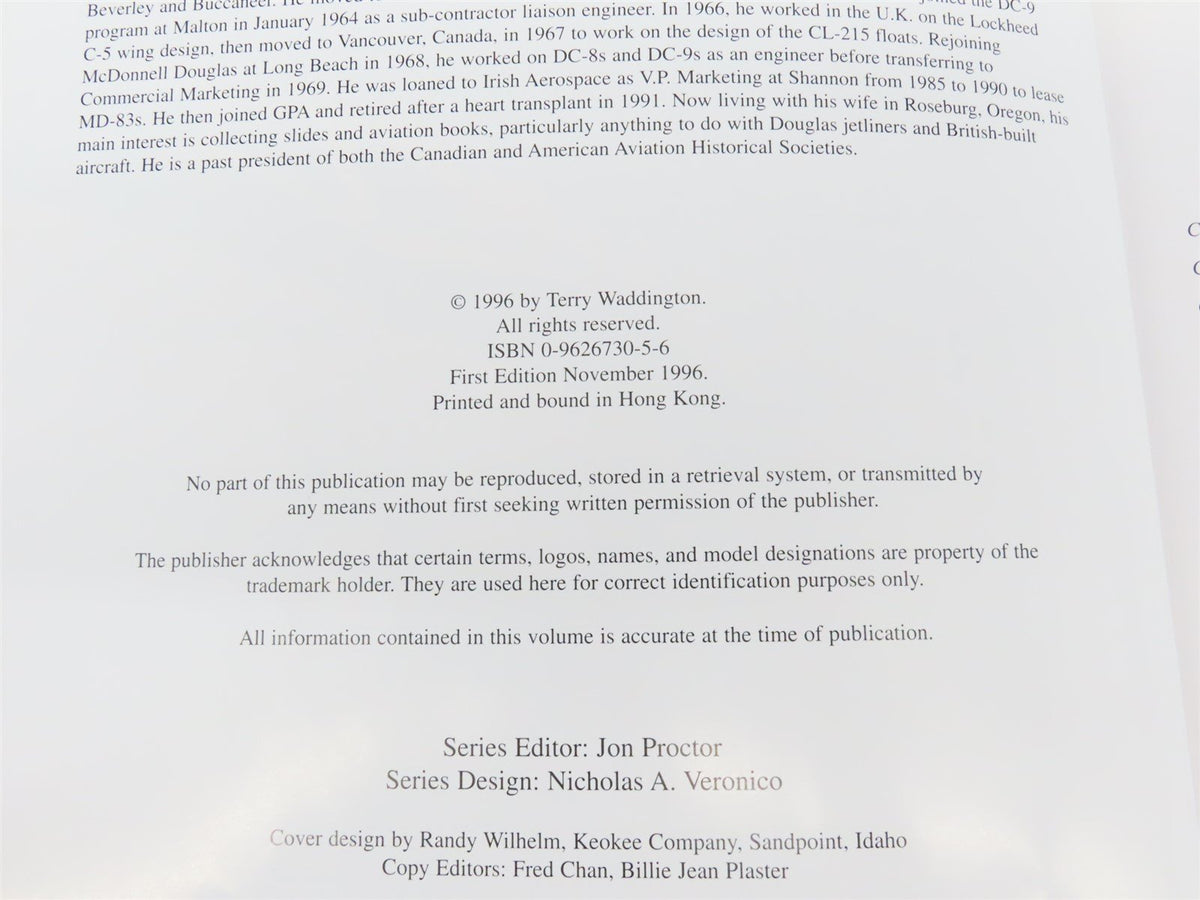 Beverley and Buccaneer. He moved
joined the DC-9
program at Malton in January 1964 as a sub-contractor liaison engineer. In 1966, he worked in the U.K. on the Lockheed
C-5 wing design, then moved to Vancouver, Canada, in 1967 to work on the design of the CL-215 floats. Rejoining
McDonnell Douglas at Long Beach in 1968, he worked on DC-8s and DC-9s as an engineer before transferring to
Commercial Marketing in 1969. He was loaned to Irish Aerospace as V.P. Marketing at Shannon from 1985 to 1990 to lease
MD-83s. He then joined GPA and retired after a heart transplant in 1991. Now living with his wife in Roseburg, Oregon, his
main interest is collecting slides and aviation books, particularly anything to do with Douglas jetliners and British-built
aircraft. He is a past president of both the Canadian and American Aviation Historical Societies.
© 1996 by Terry Waddington.
All rights reserved.
ISBN 0-9626730-5-6
First Edition November 1996.
Printed and bound in Hong Kong.
No part of this publication may be reproduced, stored in a retrieval system, or transmitted by
any means without first seeking written permission of the publisher.
The publisher acknowledges that certain terms, logos, names, and model designations are property of the
trademark holder. They are used here for correct identification purposes only.
All information contained in this volume is accurate at the time of publication.
Series Editor: Jon Proctor
Series Design: Nicholas A. Veronico
Cover design by Randy Wilhelm, Keokee Company, Sandpoint, Idaho
Copy Editors: Fred Chan, Billie Jean Plaster